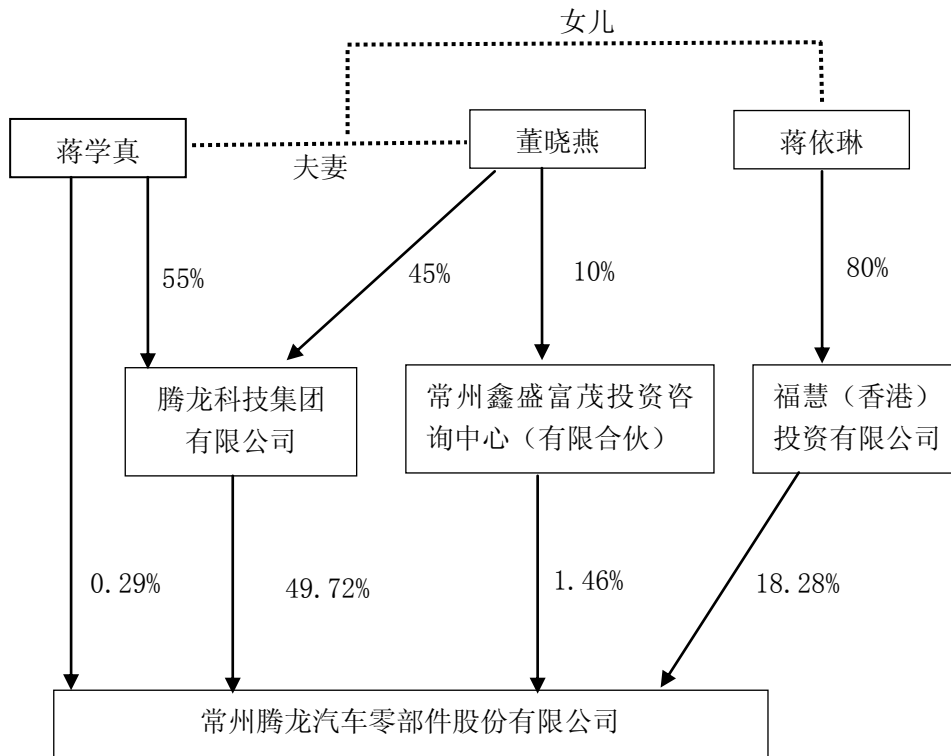 女儿
蒋学真
董晓燕
蒋依琳
夫妻
55%
45%
10%
80%
腾龙科技集团
有限公司
常州鑫盛富茂投资咨
询中心（有限合伙）
福慧（香港）
投资有限公司
0.29%
49.72%
1.46%
18.28%
常州腾龙汽车零部件股份有限公司